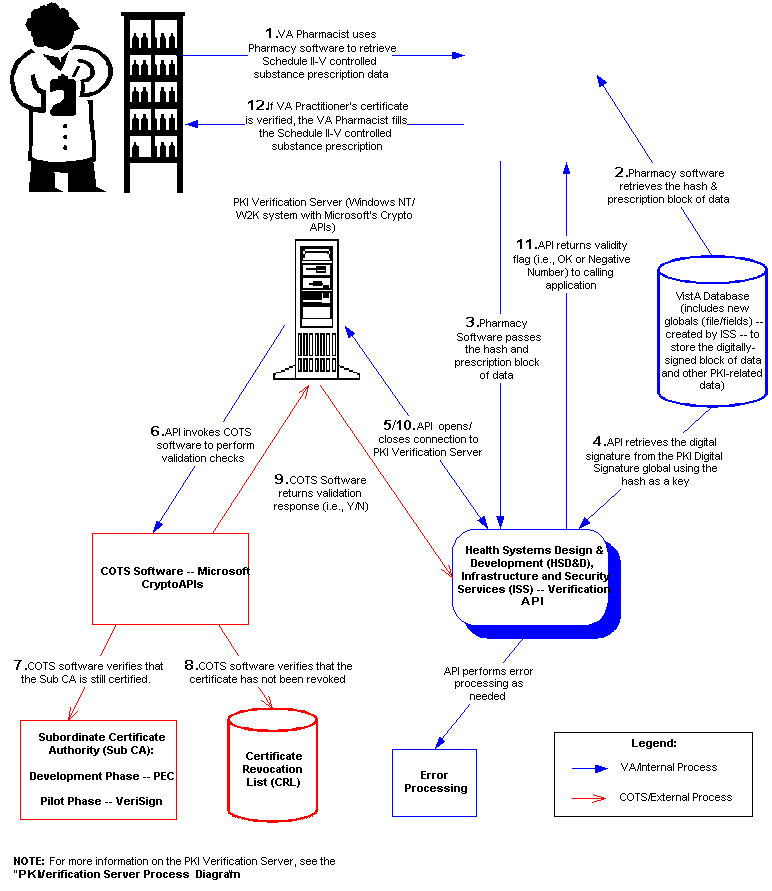 1.VA Pharmacist uses
Pharmacy software to retrieve
Schedule II-V controlled
substance prescription data
12.If VA Practitioner's certificate
is verified, the VA Pharmacist fills
the Schedule II-V controlled
substance prescription
2.Pharmacy software
retrieves the hash &
prescription block of data
PKI Verification Server (Windows NT/
W2K system with Microsoft's Crypto
APIs)
11.API returns validity
flag (i.e., OK or Negative
Number) to calling
application
VistA Database
(includes new
globals (file/fields) --
created by ISS -- to
store the digitally-
signed block of data
and other PKI-related
data)
3.Pharmacy
Software passes
the hash and
prescription block
of data
6.API invokes COTS
software to perform
validation checks
5/10.API opens/
closes connection to
PKI Verification Server
4.API retrieves the digital
signature from the PKI Digital
Signature global using the
hash as a key
9.COTS Software
returns validation
response (i.e., Y/N)
COTS Software -- Microsoft
CryptoAPIs
Health Systems Design &
Development (HSD&D),
Infrastructure and Security
Services (ISS) -- Verification
API
7.COTS software verifies that
the Sub CA is still certified.
8.COTS software verifies that the
certificate has not been revoked
API performs error
processing as
needed
Subordinate Certificate
Authority (Sub CA):
Development Phase -- PEC
Pilot Phase -- VeriSign
Certificate
Revocation
List (CRL)
Error
Processing
Legend:
VA/Internal Process
COTS/External Process
NOTE: For more information on the PKI Verification Server, see the
"PKI Verification Server Process Diagram"